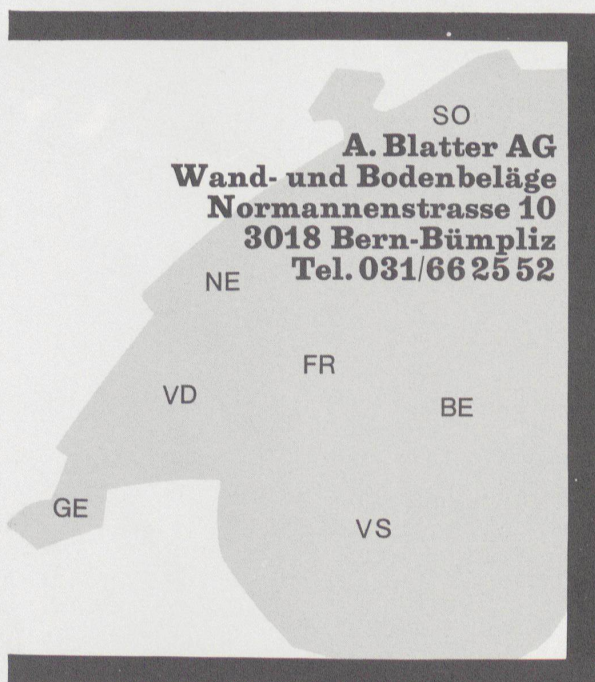 SO
A. Blatter AG
Wand- und Bodenbeläge
Normannenstrasse 10
3018 Bern-Bümpliz
Tel. 031/66 25 52
NE
FR
VD
BE
GE
VS